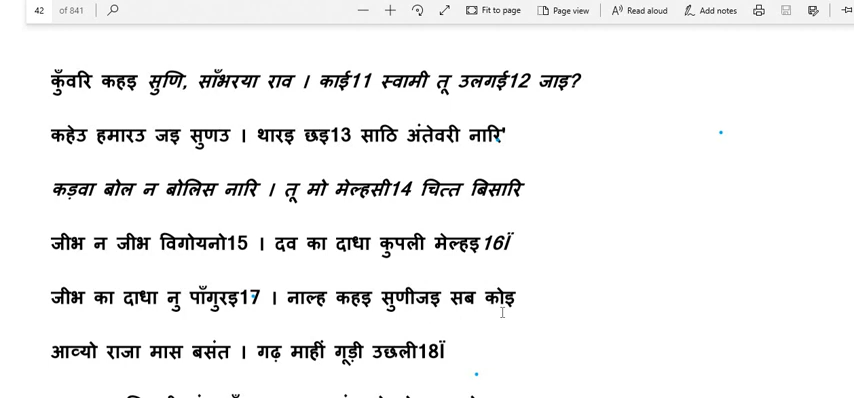 42 of 841 Fit to page Page view Read aloud Add notes
कुँवरि कहइ सुणि, साँभरया राव । काई11 स्वामी तू उलगई12 जाइ?
कहेउ हमारउ जइ सुणउ । थारइ छइ13 साठि अंतेवरी नारि'
कड़वा बोल न बोलिस नारि । तू मो मेल्हसी14 चित्त बिसारि
जीभ न जीभ विगोयनो15 । दव का दाधा कुपली मेल्हइ16Ï
जीभ का दाधा नु पाँगुरइ17 । नाल्ह कहइ सुणीजइ सब कोइ
आव्यो राजा मास बसंत । गढ़ माहीं गूड़ी उछली18Ï